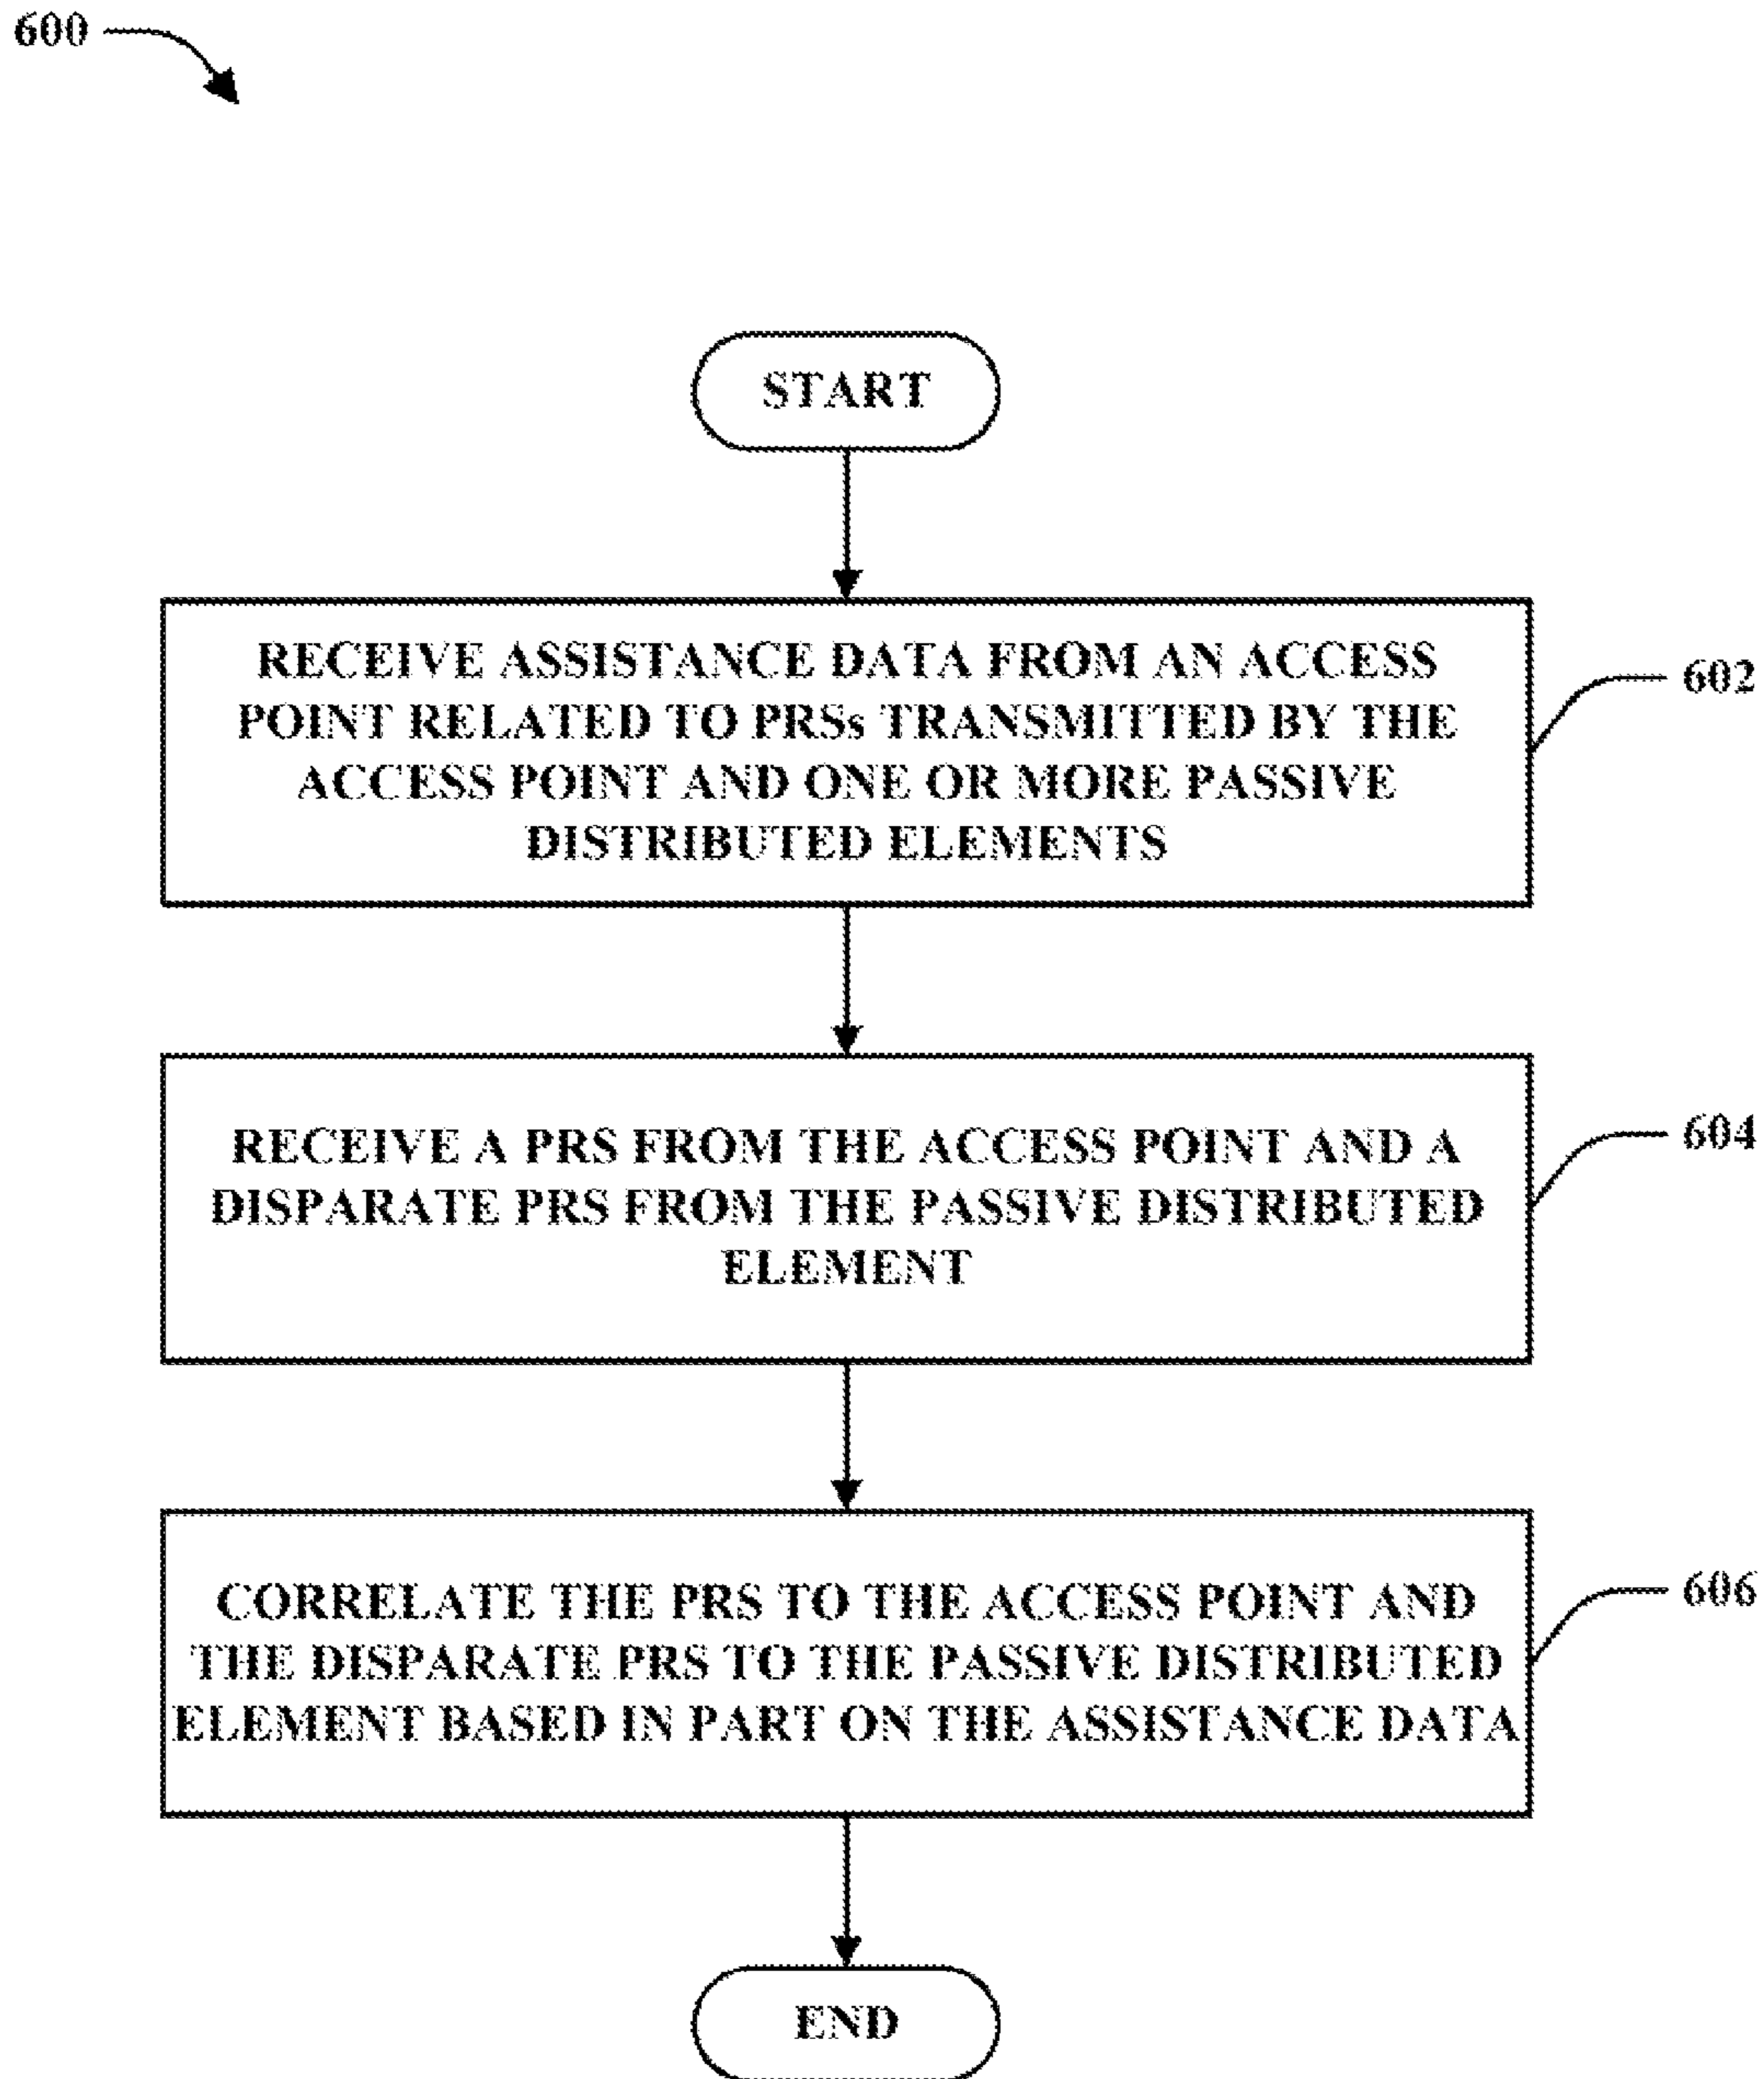 600
START
RECEIVE ASSISTANCE DATA FROM AN ACCESS
POINT RELATED TO PRSs TRANSMITTED BY THE
ACCESS POINT AND ONE OR MORE PASSIVE
DISTRIBUTED ELEMENTS
602
RECEIVE A PRS FROM THE ACCESS POINT AND A
DISPARATE PRS FROM THE PASSIVE DISTRIBUTED
ELEMENT
604
CORRELATE THE PRS TO THE ACCESS POINT AND
THE DISPARATE PRS TO THE PASSIVE DISTRIBUTED
ELEMENT BASED IN PART ON THE ASSISTANCE DATA
606
END